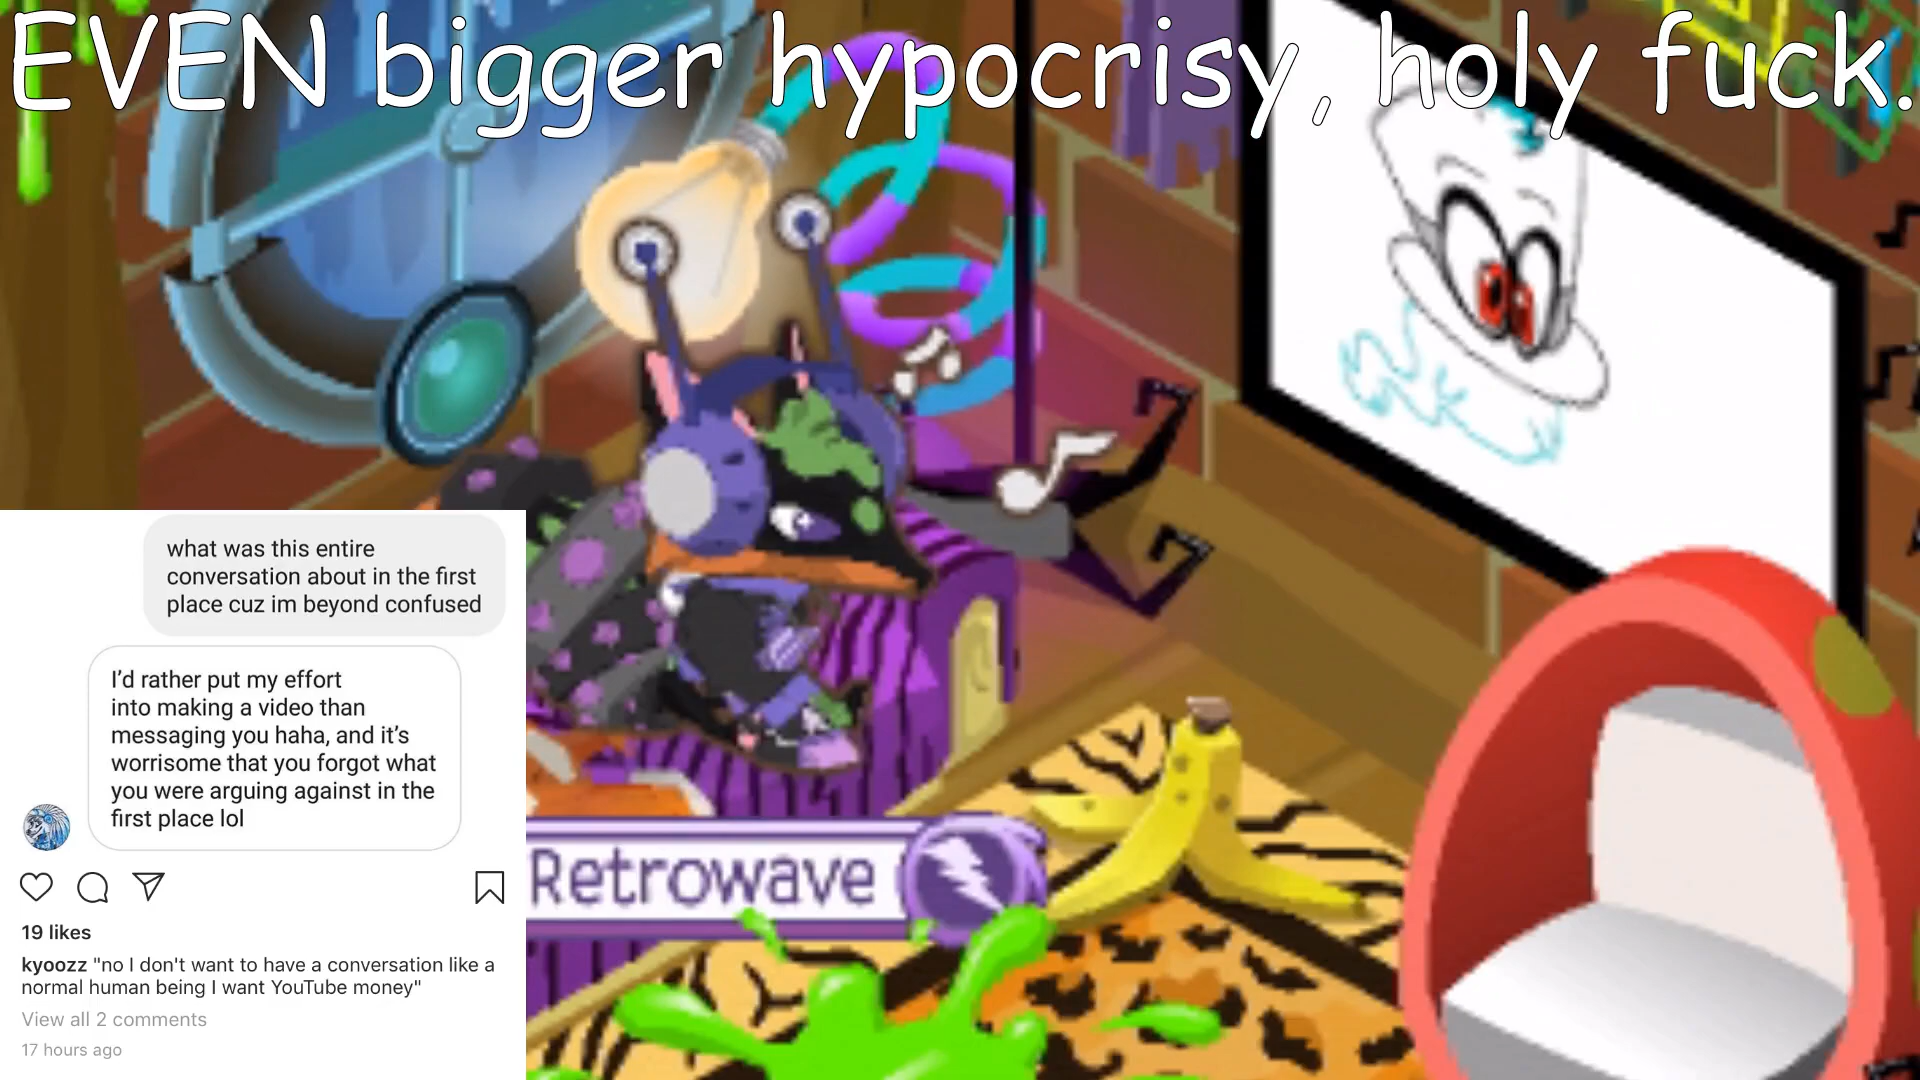 EVEN bigger hypocrisy, holy fuck.
what was this entire
conversation about in the first
place cuz im beyond confused
I'd rather put my effort
into making a video than
messaging you haha, and it's
worrisome that you forgot what
you were arguing against in the
first place lol
19 likes
kyoozz "no I don't want to have a conversation like a
normal human being I want YouTube money"
View all 2 comments
17 hours ago
Retrowave